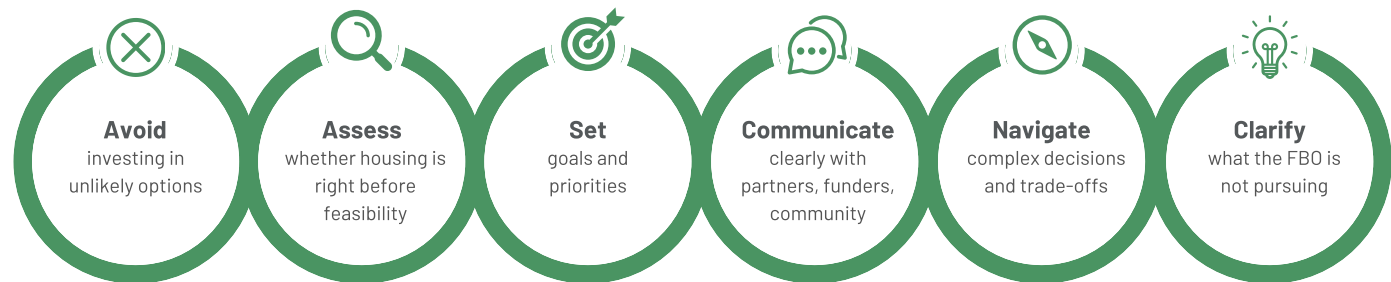 Avoid
investing in
unlikely options
Assess
whether housing is
right before
feasibility
Set
goals and
priorities
Communicate
clearly with
partners, funders,
community
Navigate
complex decisions
and trade-offs
Clarify
what the FBO is
not pursuing